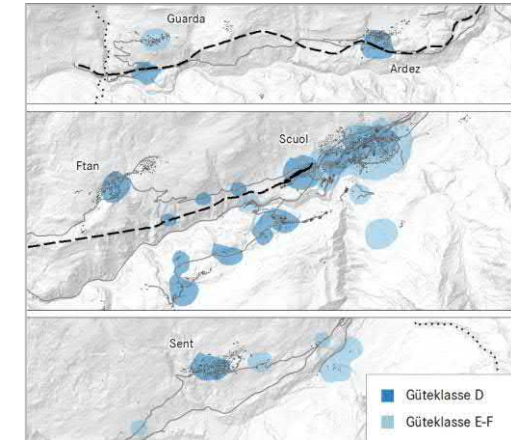 Guarda
Ardez
Scuol
Ftan
Sent
Güteklasse D
Güteklasse E-F